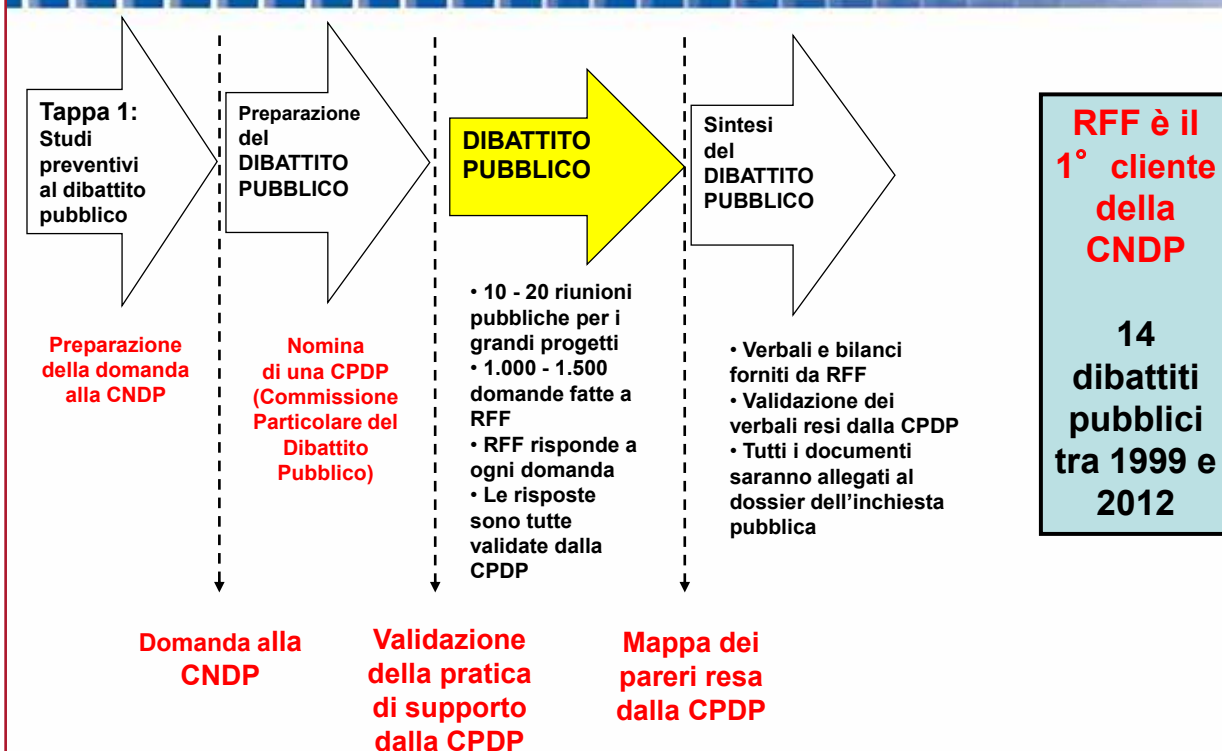 Tappa 1:
Studi
preventivi
al dibattito
pubblico
Preparazione
della domanda
alla CNDP
Domanda alla
CNDP
Preparazione
del
DIBATTITO
PUBBLICO
Nomina
di una CPDP
(Commissione
Particolare del
Dibattito
Pubblico)
Validazione
della pratica
di supporto
dalla CPDP
DIBATTITO
PUBBLICO
• 10 - 20 riunioni
pubbliche per i
grandi progetti
• 1.000 - 1.500
domande fatte a
RFF
• RFF risponde a
ogni domanda
• Le risposte
sono tutte
validate dalla
CPDP
Mappa dei
pareri resa
dalla CPDP
Sintesi
del
DIBATTITO
PUBBLICO
• Verbali e bilanci
forniti da RFF
• Validazione dei
verbali resi dalla CPDP
• Tutti i documenti
saranno allegati al
dossier dell’inchiesta
pubblica
RFF è il
1° cliente
della
CNDP
14
dibattiti
pubblici
tra 1999 e
2012